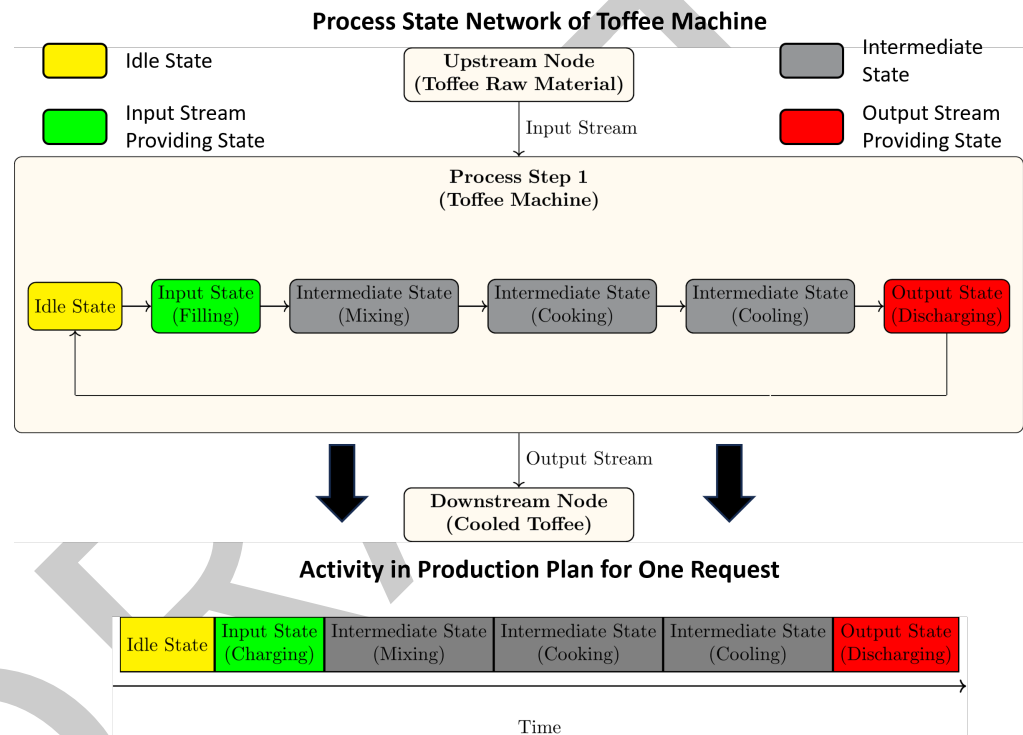 Process State Network of Toffee Machine
Idle State
Input Stream
Providing State
Upstream Node
(Toffee Raw Material)
Intermediate
State
Output Stream
Providing State
Input Stream
Process Step 1
(Toffee Machine)
Idle State
Input State
(Filling)
Intermediate State
(Mixing)
Intermediate State
(Cooking)
Intermediate State
(Cooling)
Output State
(Discharging)
Output Stream
Downstream Node
(Cooled Toffee)
Activity in Production Plan for One Request
Idle State
Input State
(Charging)
Intermediate State
(Mixing)
Intermediate State
(Cooking)
Intermediate State
(Cooling)
Output State
(Discharging)
Time